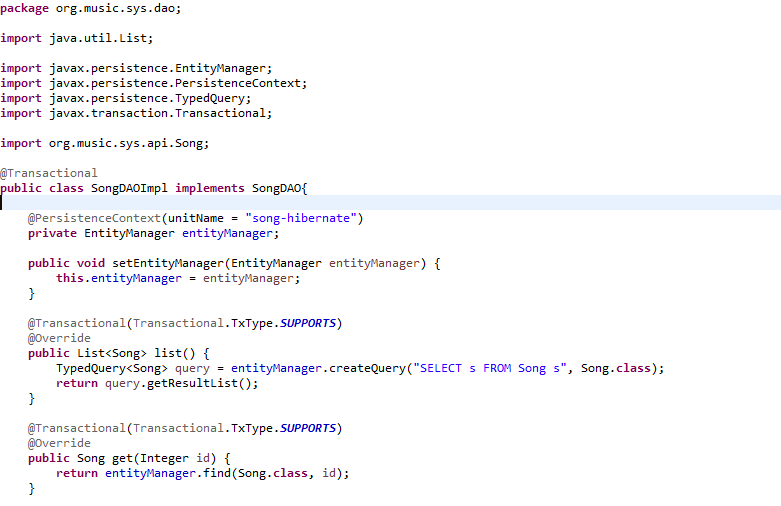 package org.music.sys.dao;
import java.util.List;
import javax.persistence.EntityManager;
import javax.persistence.PersistenceContext;
import javax.persistence.TypedQuery;
import javax.transaction.Transactional;
import org.music.sys.api.Song;
@Transactional
public class SongDAOImpl implements SongDAO{
@PersistenceContext(unitName = "song-hibernate")
private EntityManager entityManager;
public void setEntityManager(EntityManager entityManager) {
this.entityManager = entityManager;
}
@Transactional(Transactional.TxType.SUPPORTS)
@Override
public List<Song> list() {
TypedQuery<Song> query = entityManager.createQuery("SELECT s FROM Song s", Song.class);
return query.getResultList();
}
@Transactional(Transactional.TxType.SUPPORTS)
@Override
public Song get(Integer id) {
return entityManager.find(Song.class, id);
}